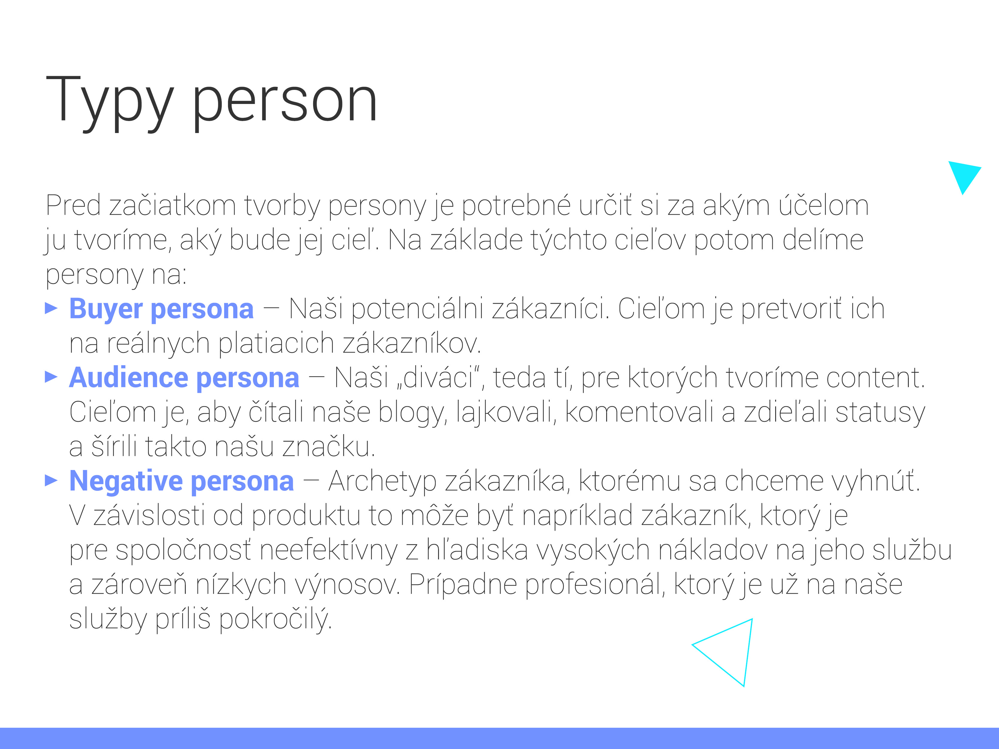 Typy person
Pred začiatkom tvorby persony je potrebné určiť si za akým účelom
ju tvoríme, aký bude jej cieľ. Na základe týchto cieľov potom delíme
persony na:
► Buyer persona – Naši potenciálni zákazníci. Cieľom je pretvoriť ich
na reálnych platiacich zákazníkov.
► Audience persona – Naši „diváci“, teda tí, pre ktorých tvoríme content.
Cieľom je, aby čítali naše blogy, lajkovali, komentovali a zdieľali statusy
a šírili takto našu značku.
► Negative persona – Archetyp zákazníka, ktorému sa chceme vyhnúť.
V závislosti od produktu to môže byť napríklad zákazník, ktorý je
pre spoločnosť neefektívny z hľadiska vysokých nákladov na jeho službu
a zároveň nízkych výnosov. Prípadne profesionál, ktorý je už na naše
služby príliš pokročilý.